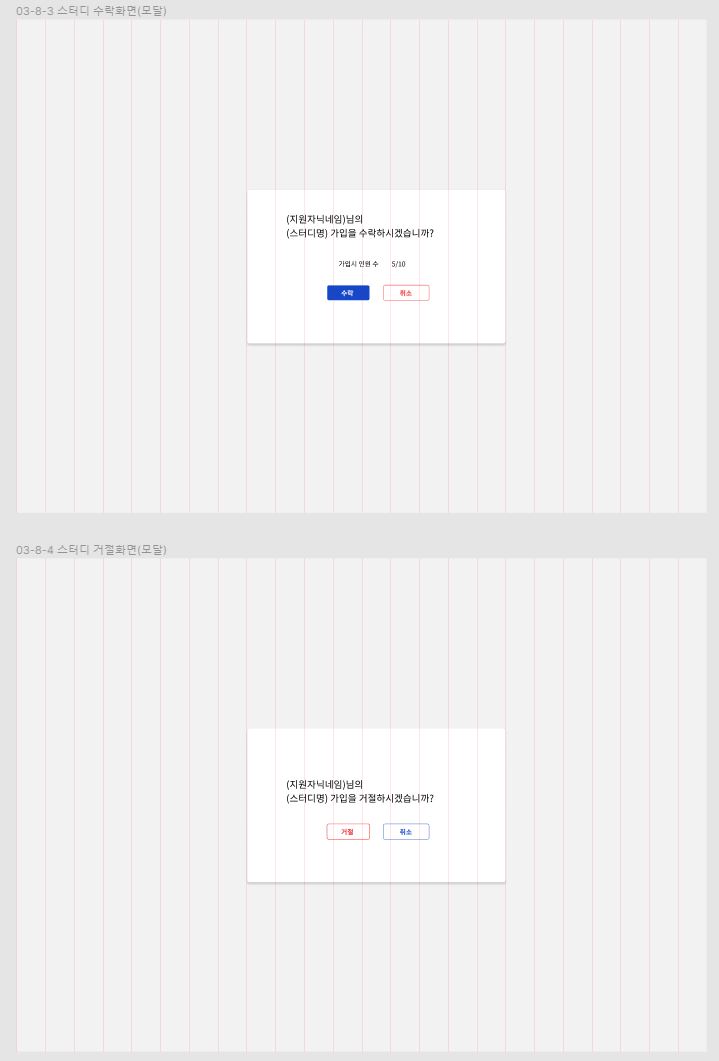 03-8-3 스터디 수락화면(모달)
(지원자닉네임)님의
(스터디명) 가입을 수락하시겠습니까?
가입시 인원 수 5/10
수락 취소
03-8-4 스터디 거절화면(모달)
(지원자닉네임)님의
(스터디명) 가입을 거절하시겠습니까?
거절 취소